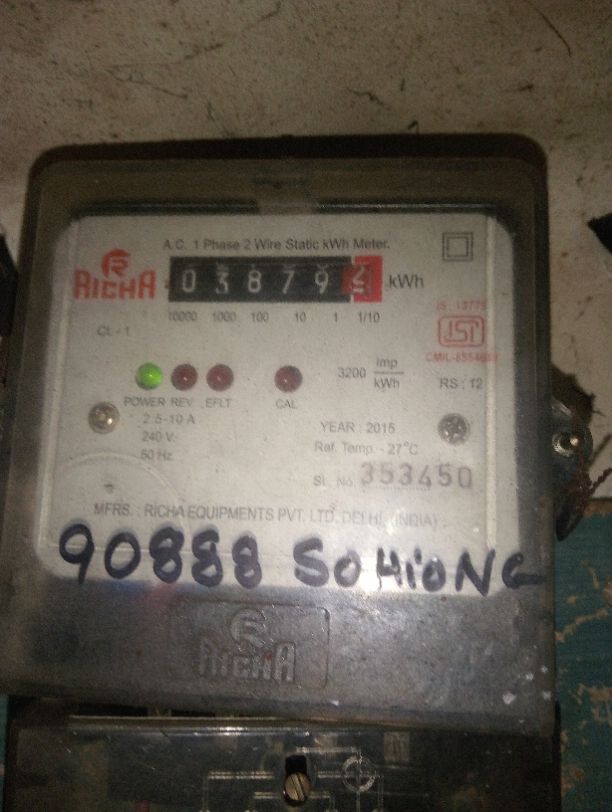 A.C. 1 Phase 2 Wire Static kWh Meter.
RICHA
03879 kWh
10000 1000 100 10 1 1/10
IS : 13779
CL - 1
ISI
3200 Imp/kWh
RS : 12
POWER REV EFLT CAL
2.5-10 A
240 V.
50 Hz.
YEAR : 2015
Ref. Temp. - 27°C
SL. No. 353450
MFRS. : RICHA EQUIPMENTS PVT. LTD. DELHI, (INDIA)
90888 SOHIONG
RICHA